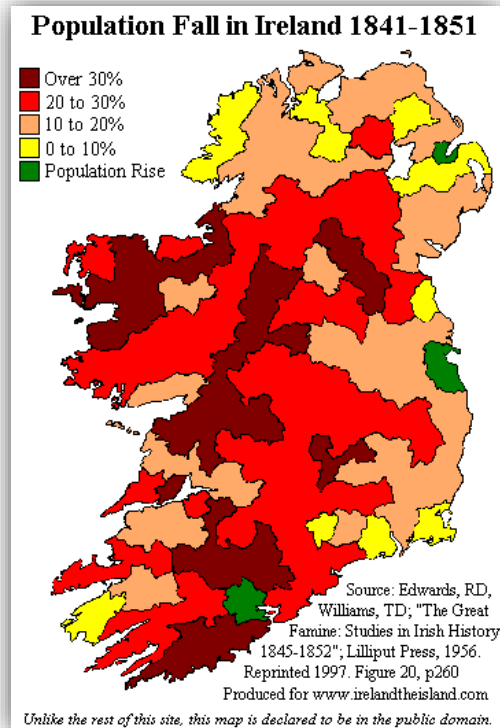 Population Fall in Ireland 1841-1851
Over 30%
20 to 30%
10 to 20%
0 to 10%
Population Rise
Source: Edwards, RD,
Williams, TD; "The Great
Famine: Studies in Irish History
1845-1852"; Lilliput Press, 1956.
Reprinted 1997. Figure 20, p260
Produced for www.irelandtheisland.com
Unlike the rest of this site, this map is declared to be in the public domain.